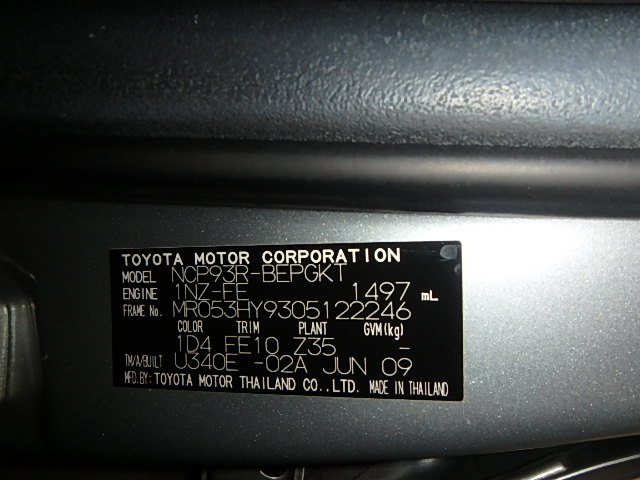 TOYOTA MOTOR CORPORATION
MODEL NCP93R-BEPGKT
ENGINE 1NZ-FE 1497 mL
FRAME No. MR053HY9305122246
COLOR TRIM PLANT GVM(kg)
1D4 FE10 Z35 -
TM/A/BUILT U340E -02A JUN 09
MFD.BY: TOYOTA MOTOR THAILAND CO.,LTD. MADE IN THAILAND